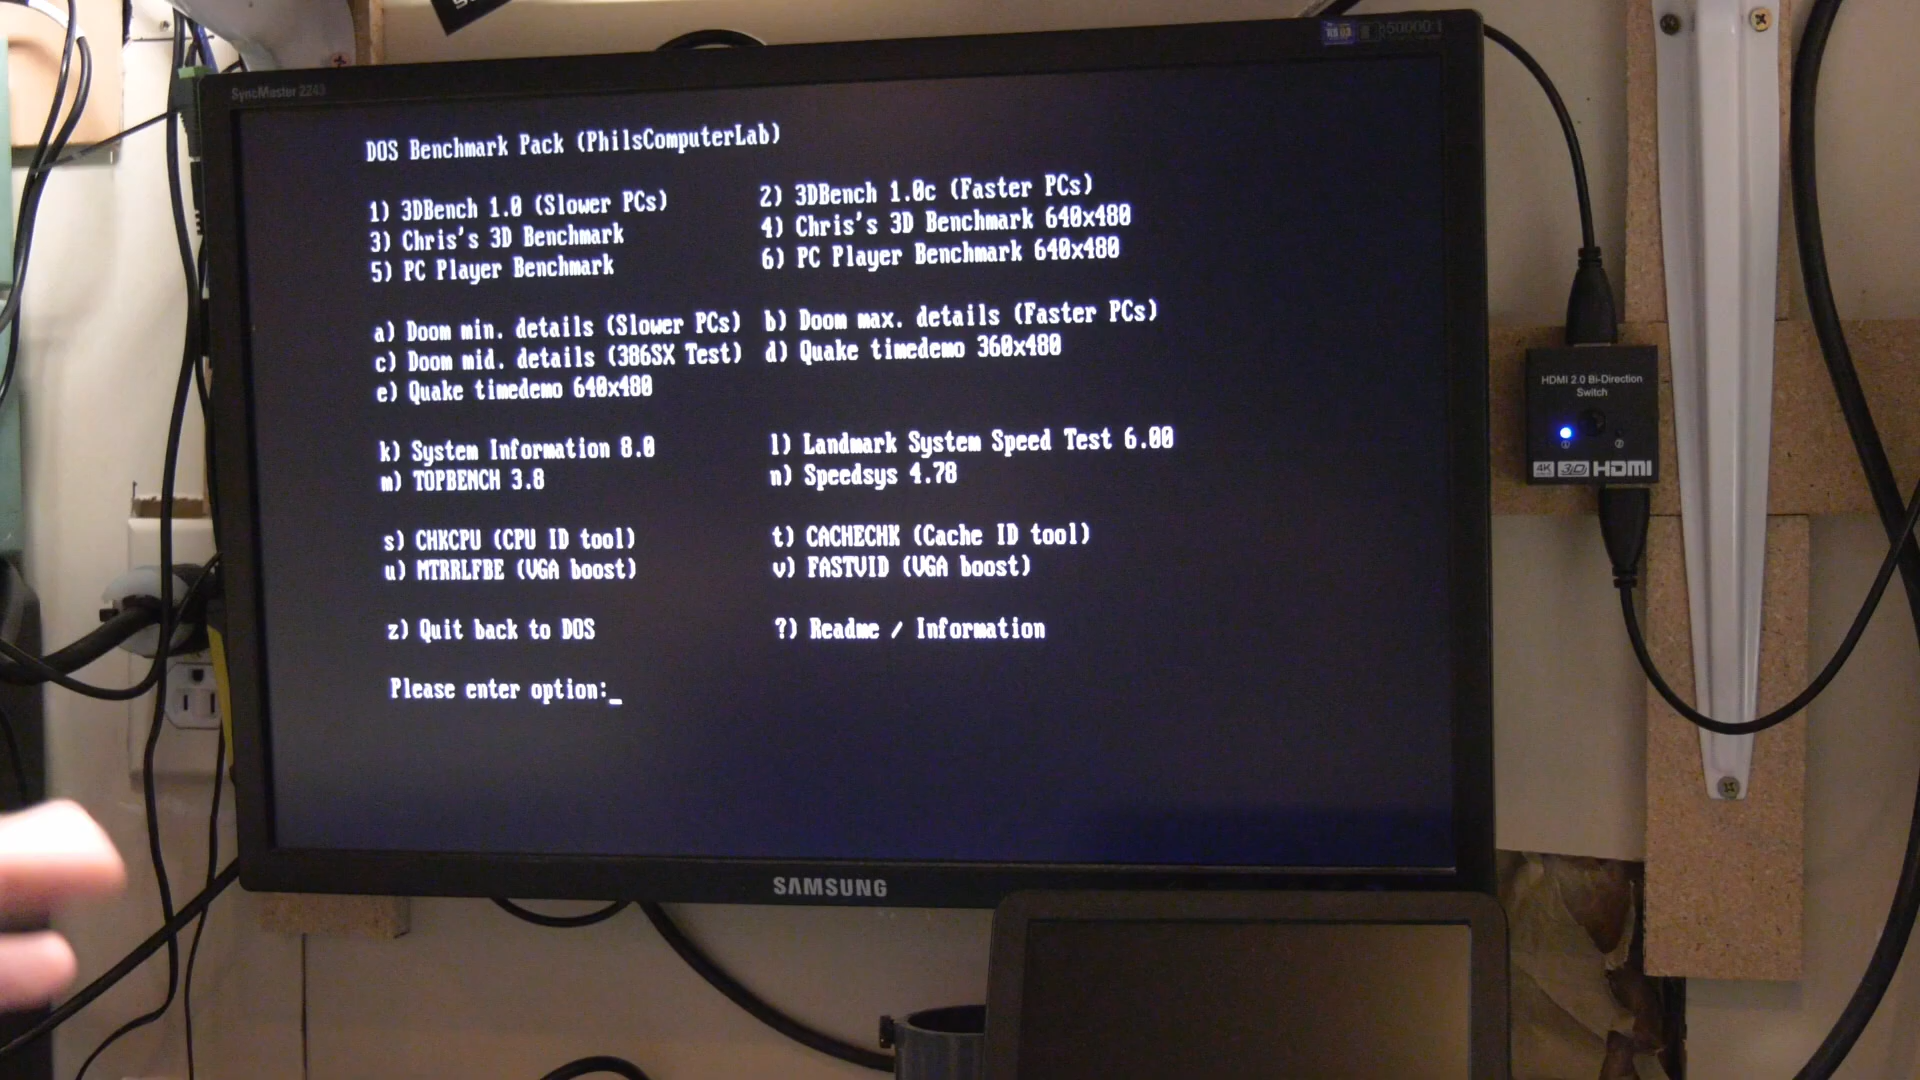 SyncMaster 2243
50000:1
DOS Benchmark Pack (PhilsComputerLab)
1) 3DBench 1.0 (Slower PCs) 2) 3DBench 1.0c (Faster PCs)
3) Chris's 3D Benchmark 4) Chris's 3D Benchmark 640x480
5) PC Player Benchmark 6) PC Player Benchmark 640x480
a) Doom min. details (Slower PCs) b) Doom max. details (Faster PCs)
c) Doom mid. details (386SX Test) d) Quake timedemo 360x480
e) Quake timedemo 640x480
k) System Information 8.0 l) Landmark System Speed Test 6.00
m) TOPBENCH 3.8 n) Speedsys 4.78
s) CHKCPU (CPU ID tool) t) CACHECHK (Cache ID tool)
u) MTRRLFBE (VGA boost) v) FASTVID (VGA boost)
z) Quit back to DOS ?) Readme / Information
Please enter option:_
SAMSUNG
HDMI 2.0 Bi-Direction
Switch
1 2
4K 3D HDMI